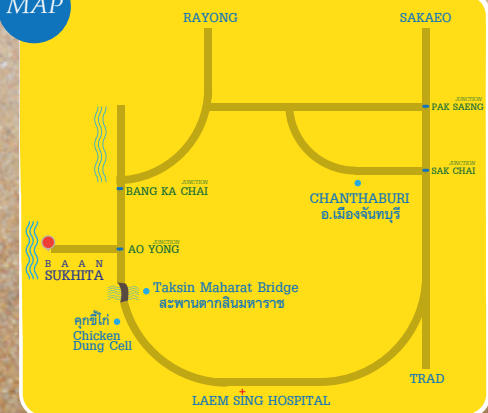 MAP
RAYONG
SAKAEO
JUNCTION
PAK SAENG
JUNCTION
SAK CHAI
JUNCTION
BANG KA CHAI
CHANTHABURI
อ.เมืองจันทบุรี
JUNCTION
AO YONG
BAAN
SUKHITA
Taksin Maharat Bridge
สะพานตากสินมหาราช
คุกขี้ไก่
Chicken
Dung Cell
TRAD
LAEM SING HOSPITAL